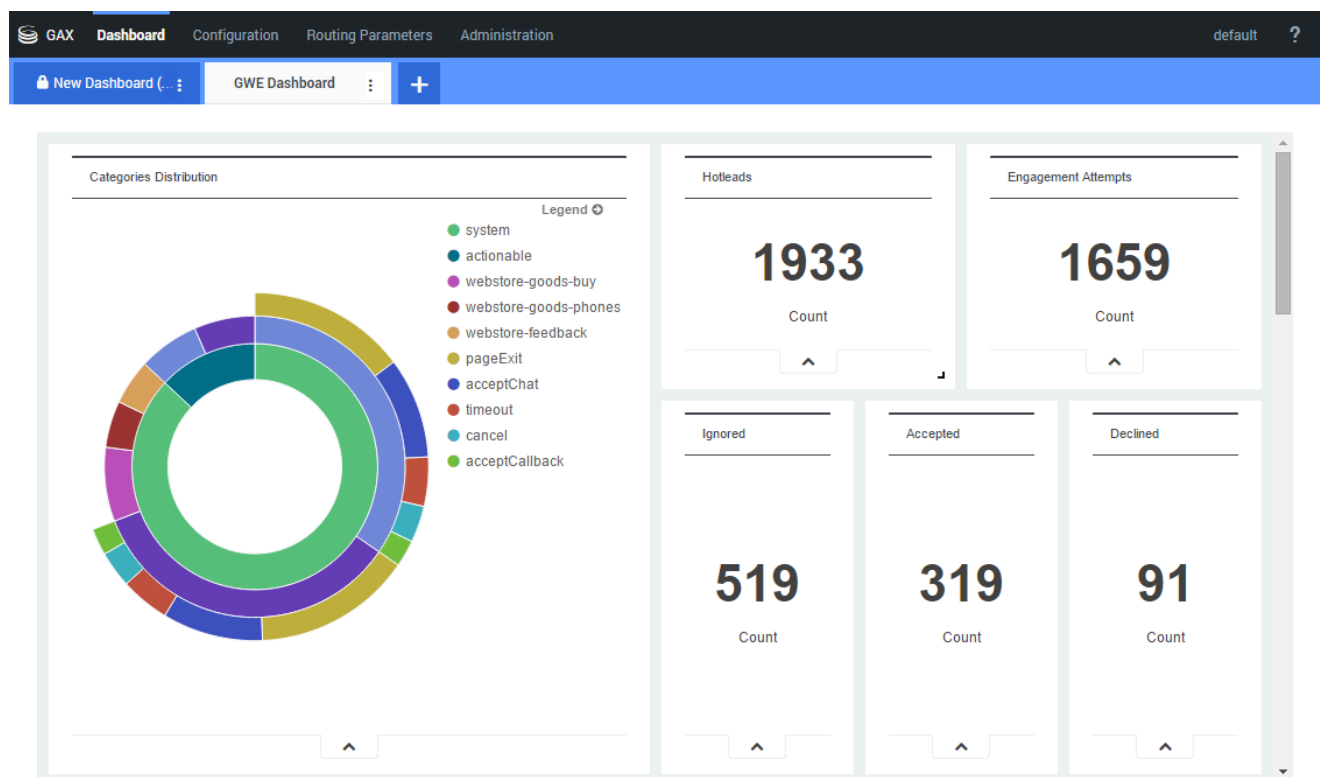 GAX Dashboard Configuration Routing Parameters Administration default ?
New Dashboard (... GWE Dashboard +
Categories Distribution
Legend
system
actionable
webstore-goods-buy
webstore-goods-phones
webstore-feedback
pageExit
acceptChat
timeout
cancel
acceptCallback
Hotleads
1933
Count
Engagement Attempts
1659
Count
Ignored
519
Count
Accepted
319
Count
Declined
91
Count